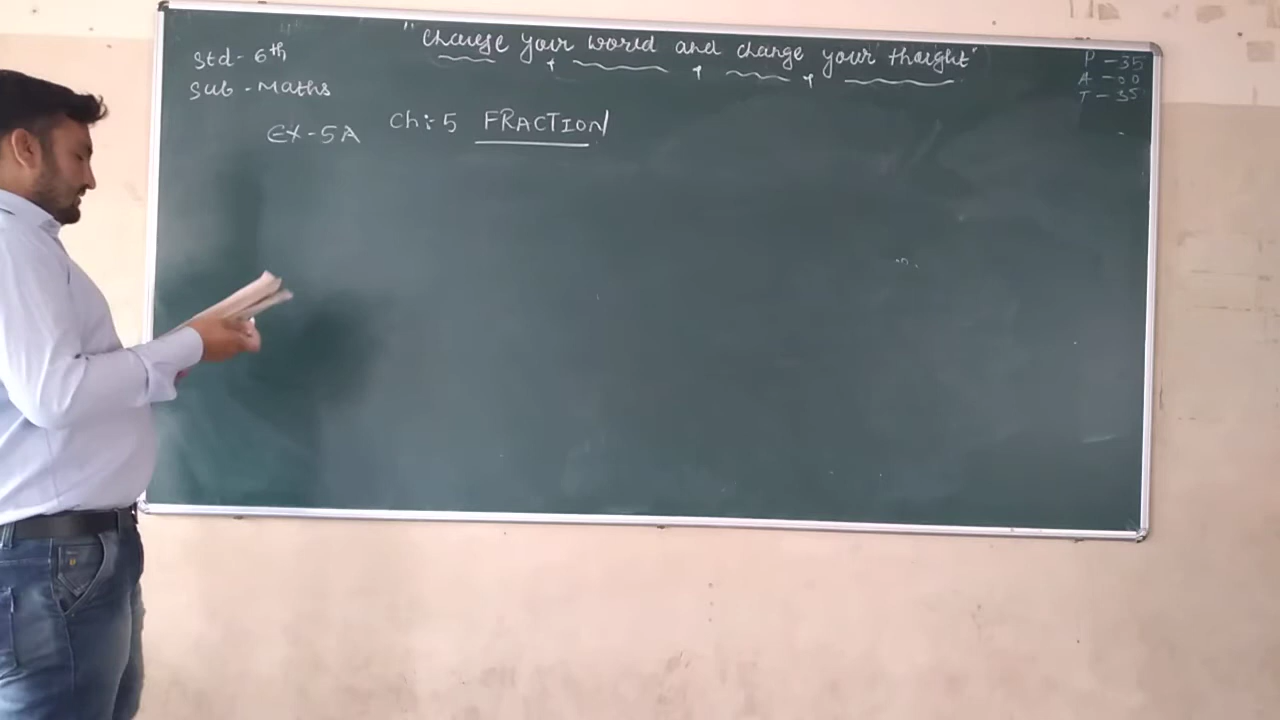 "Change your world and change your thought"
Std - 6th
Sub - Maths
P - 35
A - 00
T - 35
Ex - 5A Ch: 5 FRACTION